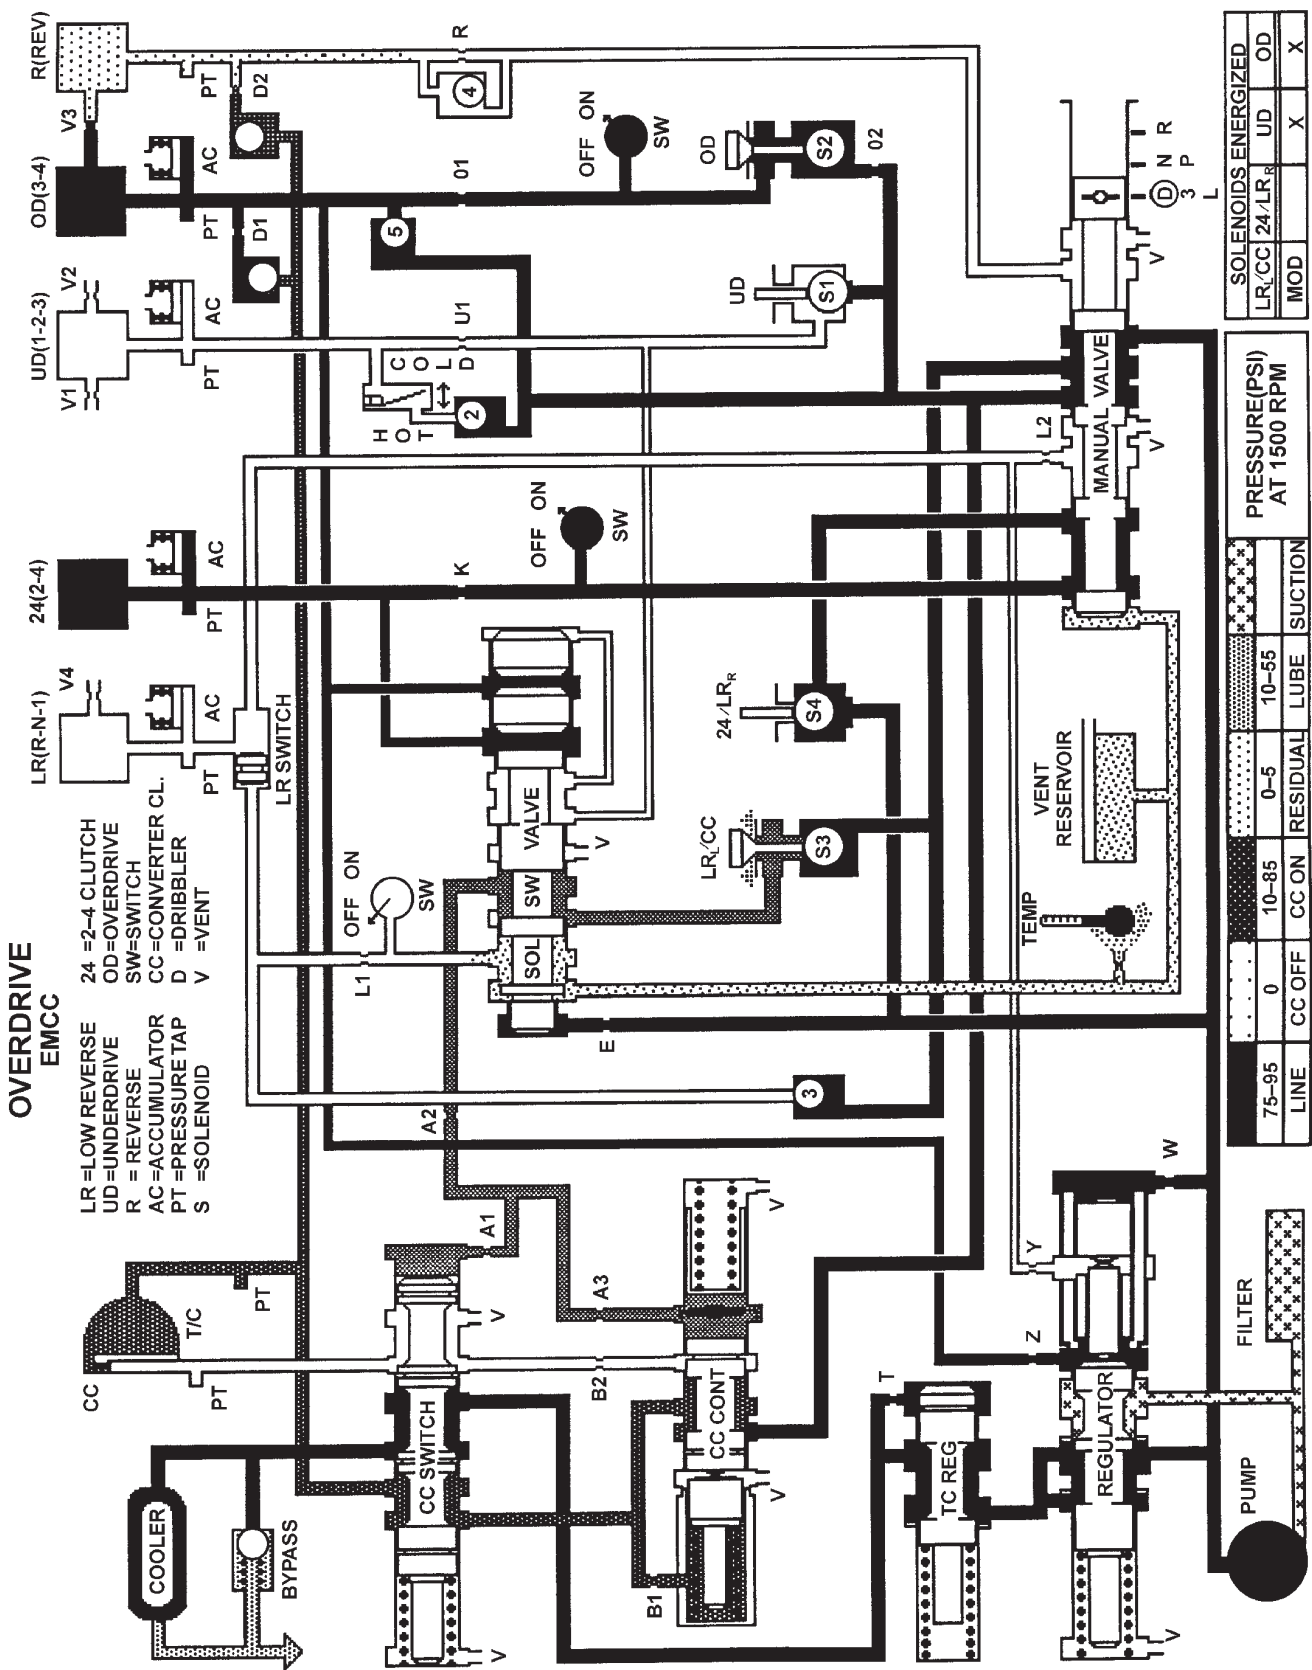 OVERDRIVE
EMCC
LR =LOW REVERSE
UD=UNDERDRIVE
R = REVERSE
AC =ACCUMULATOR
PT =PRESSURE TAP
S =SOLENOID
24 =2–4 CLUTCH
OD=OVERDRIVE
SW=SWITCH
CC=CONVERTER CL.
D =DRIBBLER
V =VENT
LR(R-N-1)
V4
24(2-4)
UD(1-2-3)
V1
V2
OD(3-4)
V3
R(REV)
PT
AC
PT
AC
PT
AC
PT
AC
PT
D1
D2
LR SWITCH
CC
T/C
PT
PT
COOLER
BYPASS
L1
OFF ON
SW
K
OFF ON
SW
HOT
COLD
2
U1
5
01
OFF ON
SW
4
R
A2
A1
A3
B2
B1
V
CC SWITCH
V
V
CC CONT
V
E
SOL
SW
VALVE
V
LRL/CC
S3
24/LRR
S4
UD
S1
OD
S2
02
3
T
TC REG
Z
Y
REGULATOR
V
W
TEMP
VENT
RESERVOIR
L2
V
MANUAL VALVE
V
D N R
3 P
L
PUMP
FILTER
75–95
0
10–85
0–5
10–55
LINE
CC OFF
CC ON
RESIDUAL
LUBE
SUCTION
PRESSURE(PSI)
AT 1500 RPM
SOLENOIDS ENERGIZED
LRL/CC
24/LRR
UD
OD
MOD
X
X